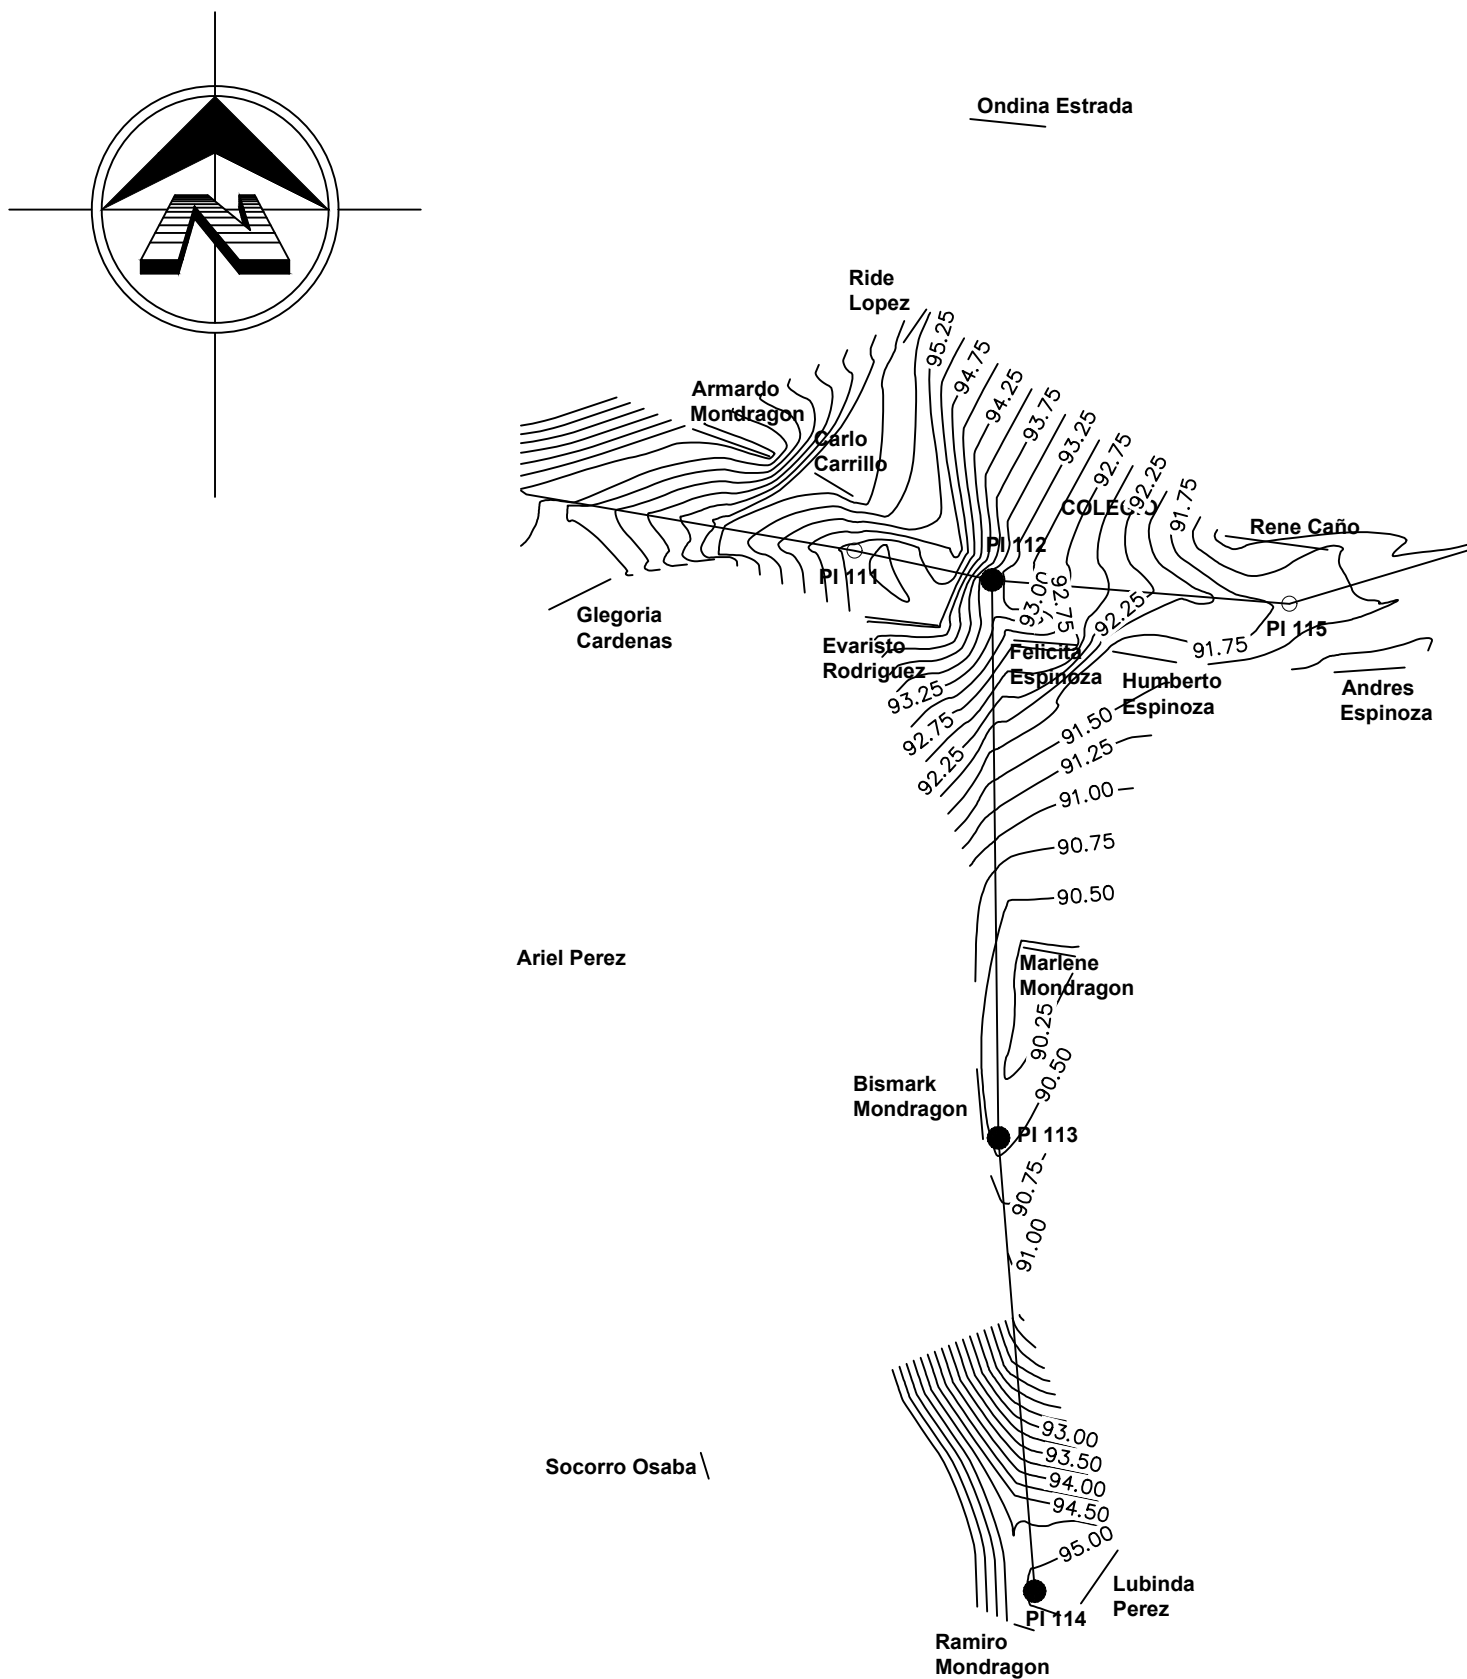 N
Ondina Estrada
Ride
Lopez
95.25
94.75
94.25
93.75
93.25
92.75
92.25
91.75
Armardo
Mondragon
Carlo
Carrillo
COLEGIO
Rene Caño
PI 112
PI 111
Glegoria
Cardenas
93.00
92.75
92.25
PI 115
91.75
Evaristo
Rodriguez
Felicita
Espinoza
Humberto
Espinoza
Andres
Espinoza
93.25
92.75
92.25
91.50
91.25
91.00
90.75
90.50
Ariel Perez
Marlene
Mondragon
90.25
90.50
Bismark
Mondragon
PI 113
90.75
91.00
93.00
93.50
94.00
94.50
95.00
Socorro Osaba
Lubinda
Perez
PI 114
Ramiro
Mondragon